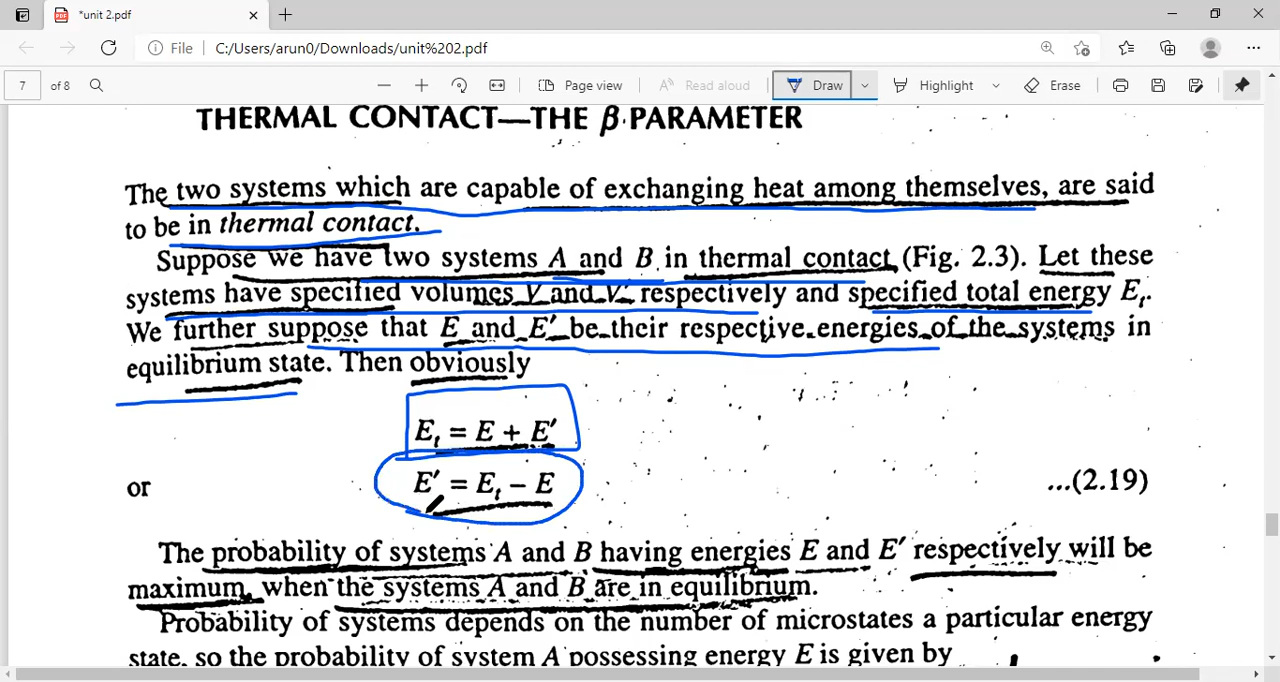 *unit 2.pdf
File
C:/Users/arun0/Downloads/unit%202.pdf
7 of 8
Page view
Read aloud
Draw
Highlight
Erase
THERMAL CONTACT—THE β PARAMETER
The two systems which are capable of exchanging heat among themselves, are said
to be in thermal contact.
Suppose we have two systems A and B in thermal contact (Fig. 2.3). Let these
systems have specified volumes V and V' respectively and specified total energy Eₜ.
We further suppose that E and E' be their respective energies of the systems in
equilibrium state. Then obviously
Eₜ = E + E'
or E' = Eₜ − E ...(2.19)
The probability of systems A and B having energies E and E' respectively will be
maximum, when the systems A and B are in equilibrium.
Probability of systems depends on the number of microstates a particular energy
state, so the probability of system A possessing energy E is given by